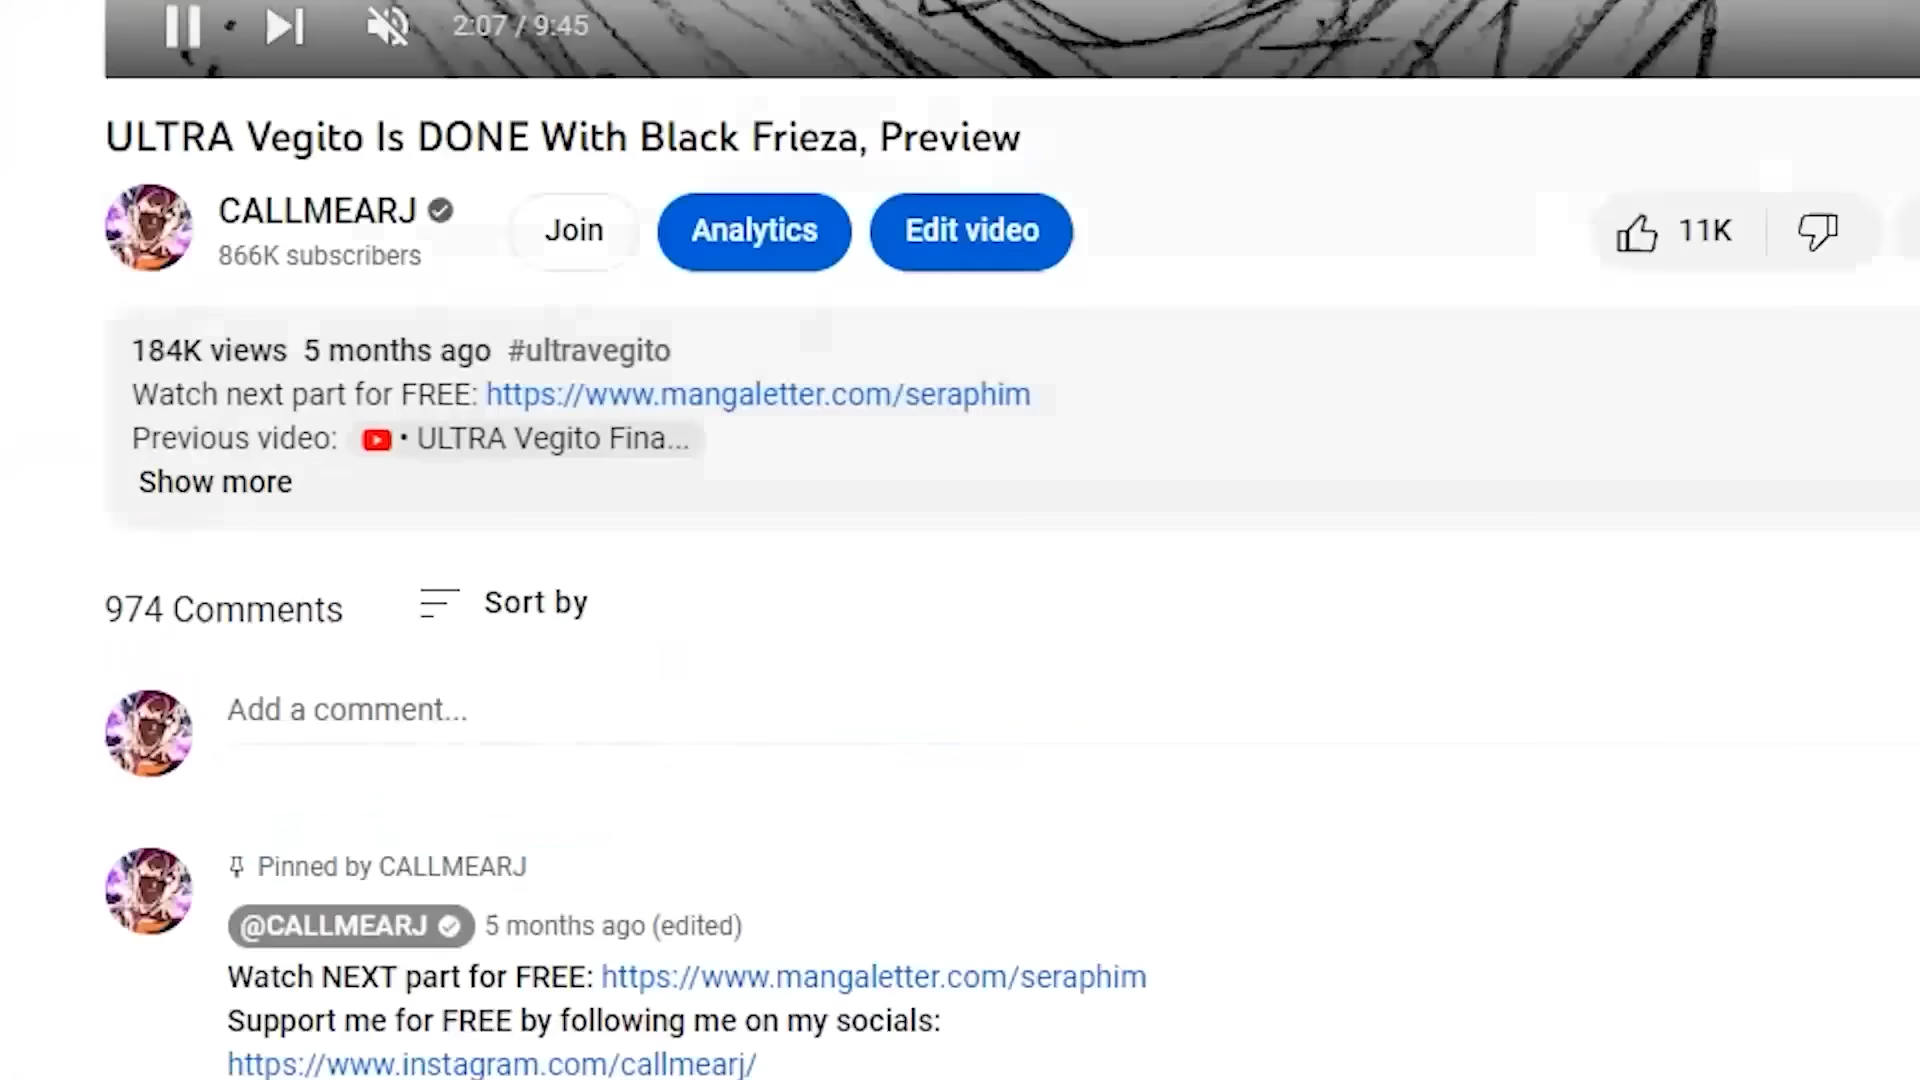 2:07 / 9:45
ULTRA Vegito Is DONE With Black Frieza, Preview
CALLMEARJ
866K subscribers
Join
Analytics
Edit video
11K
184K views 5 months ago #ultravegito
Watch next part for FREE: https://www.mangaletter.com/seraphim
Previous video: • ULTRA Vegito Fina...
Show more
974 Comments
Sort by
Add a comment...
Pinned by CALLMEARJ
@CALLMEARJ 5 months ago (edited)
Watch NEXT part for FREE: https://www.mangaletter.com/seraphim
Support me for FREE by following me on my socials:
https://www.instagram.com/callmearj/